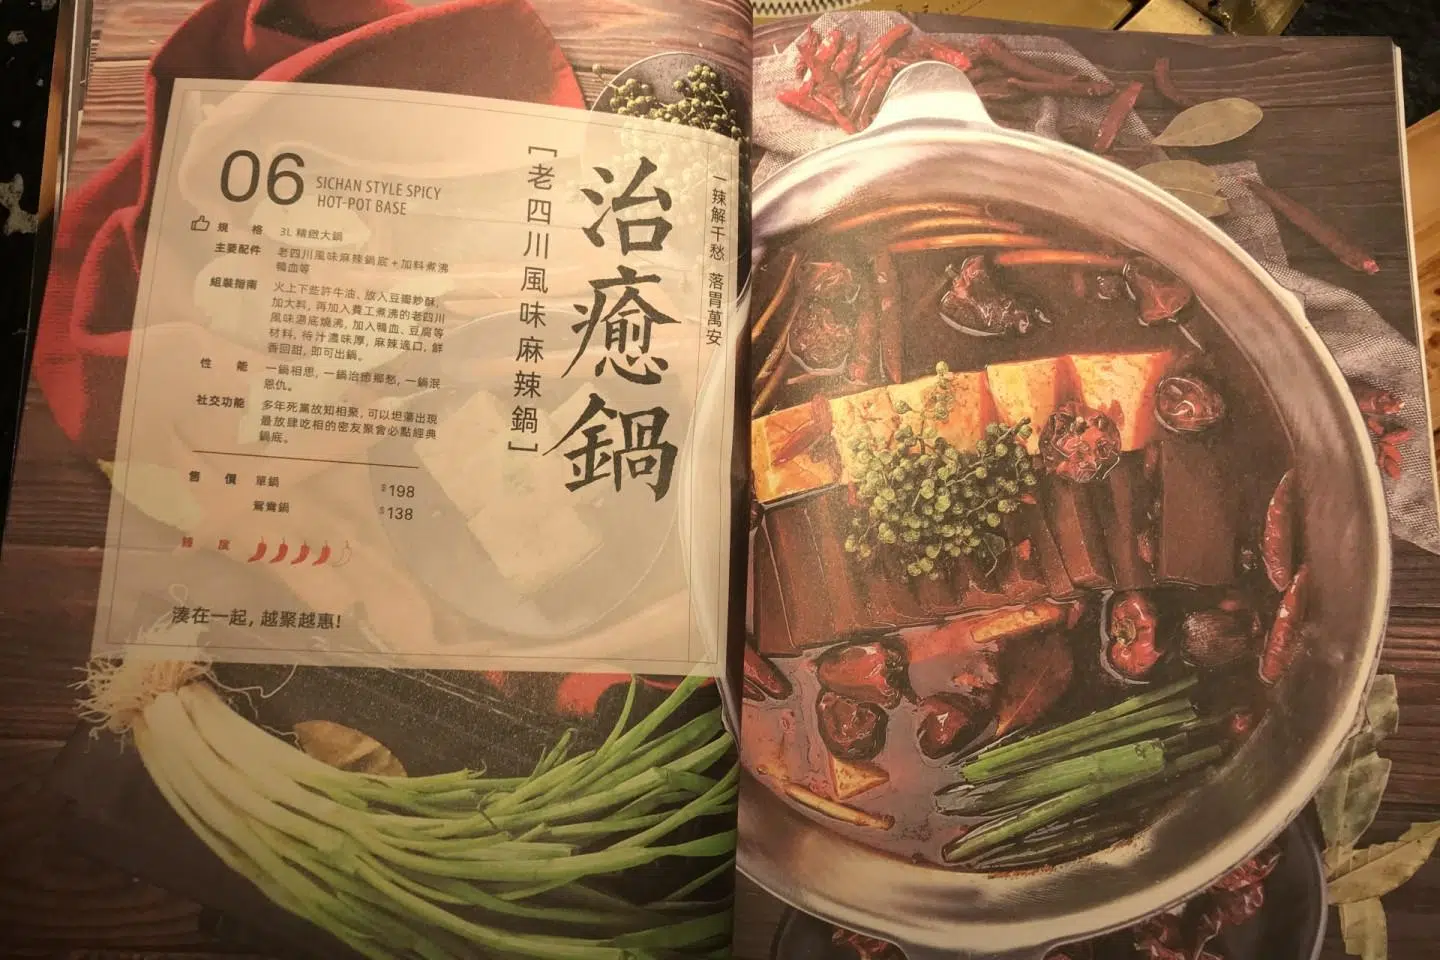 一辣解千愁 落胃萬安
治癒鍋
[老四川風味麻辣鍋]
06 SICHAN STYLE SPICY
HOT-POT BASE
規格 3L 精緻大鍋
主要配件 老四川風味麻辣鍋底+加料煮沸
鴨血等
組裝指南 火上下些許牛油、放入豆瓣炒酥,
加大料, 再加入費工煮沸的老四川
風味湯底燒沸, 加入鴨血、豆腐等
材料, 待汁濃味厚, 麻辣適口, 鮮
香回甜, 即可出鍋。
性能 一鍋相思, 一鍋治癒鄉愁, 一鍋泯
恩仇。
社交功能 多年死黨故知相聚, 可以坦蕩出現
最放肆吃相的密友聚會必點經典
鍋底。
售價 單鍋 $198
鴛鴦鍋 $138
辣度
湊在一起, 越聚越惠!